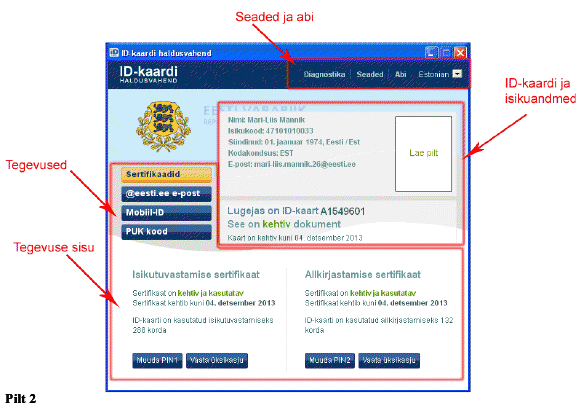 Seaded ja abi
ID-kaardi haldusvahend
ID-kaardi
HALDUSVAHEND
Diagnostika Seaded Abi Estonian
ID-kaardi ja
isikuandmed
EESTI VABARIIK
Nimi: Mari-Liis Mannik
Isikukood: 47101010033
Sündinud: 01. jaanuar 1974, Eesti / Est
Kodakondsus: EST
E-post: mari-liis.mannik.26@eesti.ee
Lae pilt
Tegevused
Sertifikaadid
@eesti.ee e-post
Mobiil-ID
PUK kood
Lugejas on ID-kaart A1549601
See on kehtiv dokument
Kaart on kehtiv kuni 04. detsember 2013
Tegevuse sisu
Isikutuvastamise sertifikaat
Sertifikaat on kehtiv ja kasutatav
Sertifikaat kehtib kuni 04. detsember 2013
ID-kaarti on kasutatud isikutuvastamiseks
288 korda
Muuda PIN1 Vaata üksikasju
Allkirjastamise sertifikaat
Sertifikaat on kehtiv ja kasutatav
Sertifikaat kehtib kuni 04. detsember 2013
ID-kaarti on kasutatud allkirjastamiseks 132
korda
Muuda PIN2 Vaata üksikasju
Pilt 2